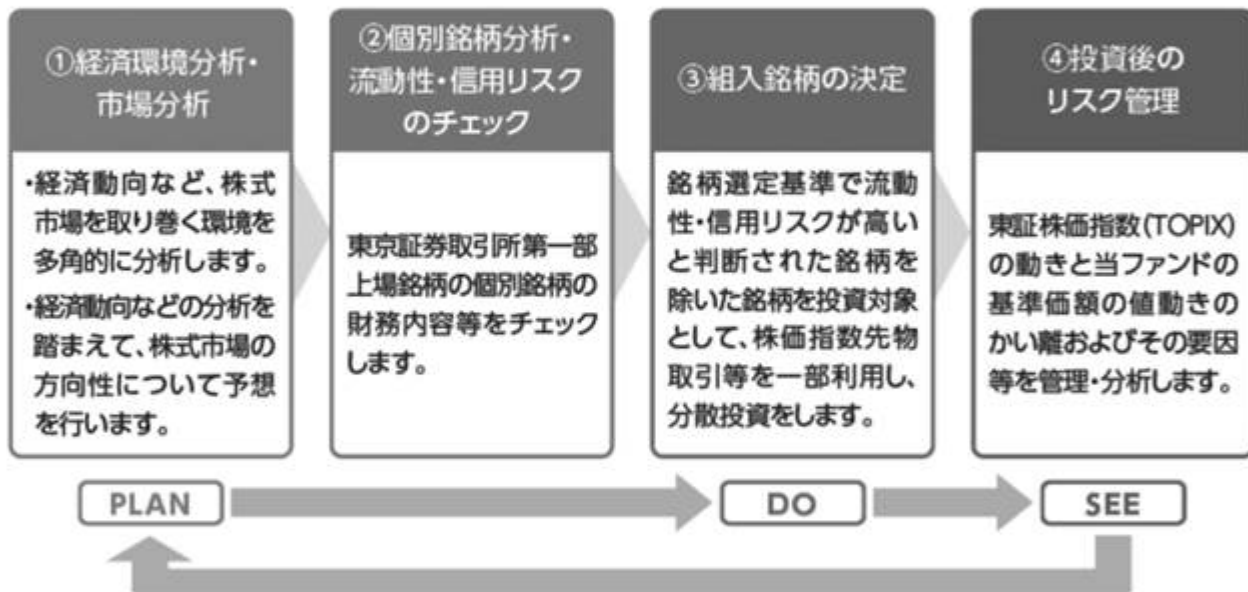 ①経済環境分析・
市場分析
・経済動向など、株式
市場を取り巻く環境を
多角的に分析します。
・経済動向などの分析を
踏まえて、株式市場の
方向性について予想
を行います。
②個別銘柄分析・
流動性・信用リスク
のチェック
東京証券取引所第一部
上場銘柄の個別銘柄の
財務内容等をチェック
します。
③組入銘柄の決定
銘柄選定基準で流動
性・信用リスクが高い
と判断された銘柄を
除いた銘柄を投資対象
として、株価指数先物
取引等を一部利用し、
分散投資をします。
④投資後の
リスク管理
東証株価指数(TOPIX)
の動きと当ファンドの
基準価額の値動きの
かい離およびその要因
等を管理・分析します。
PLAN
DO
SEE